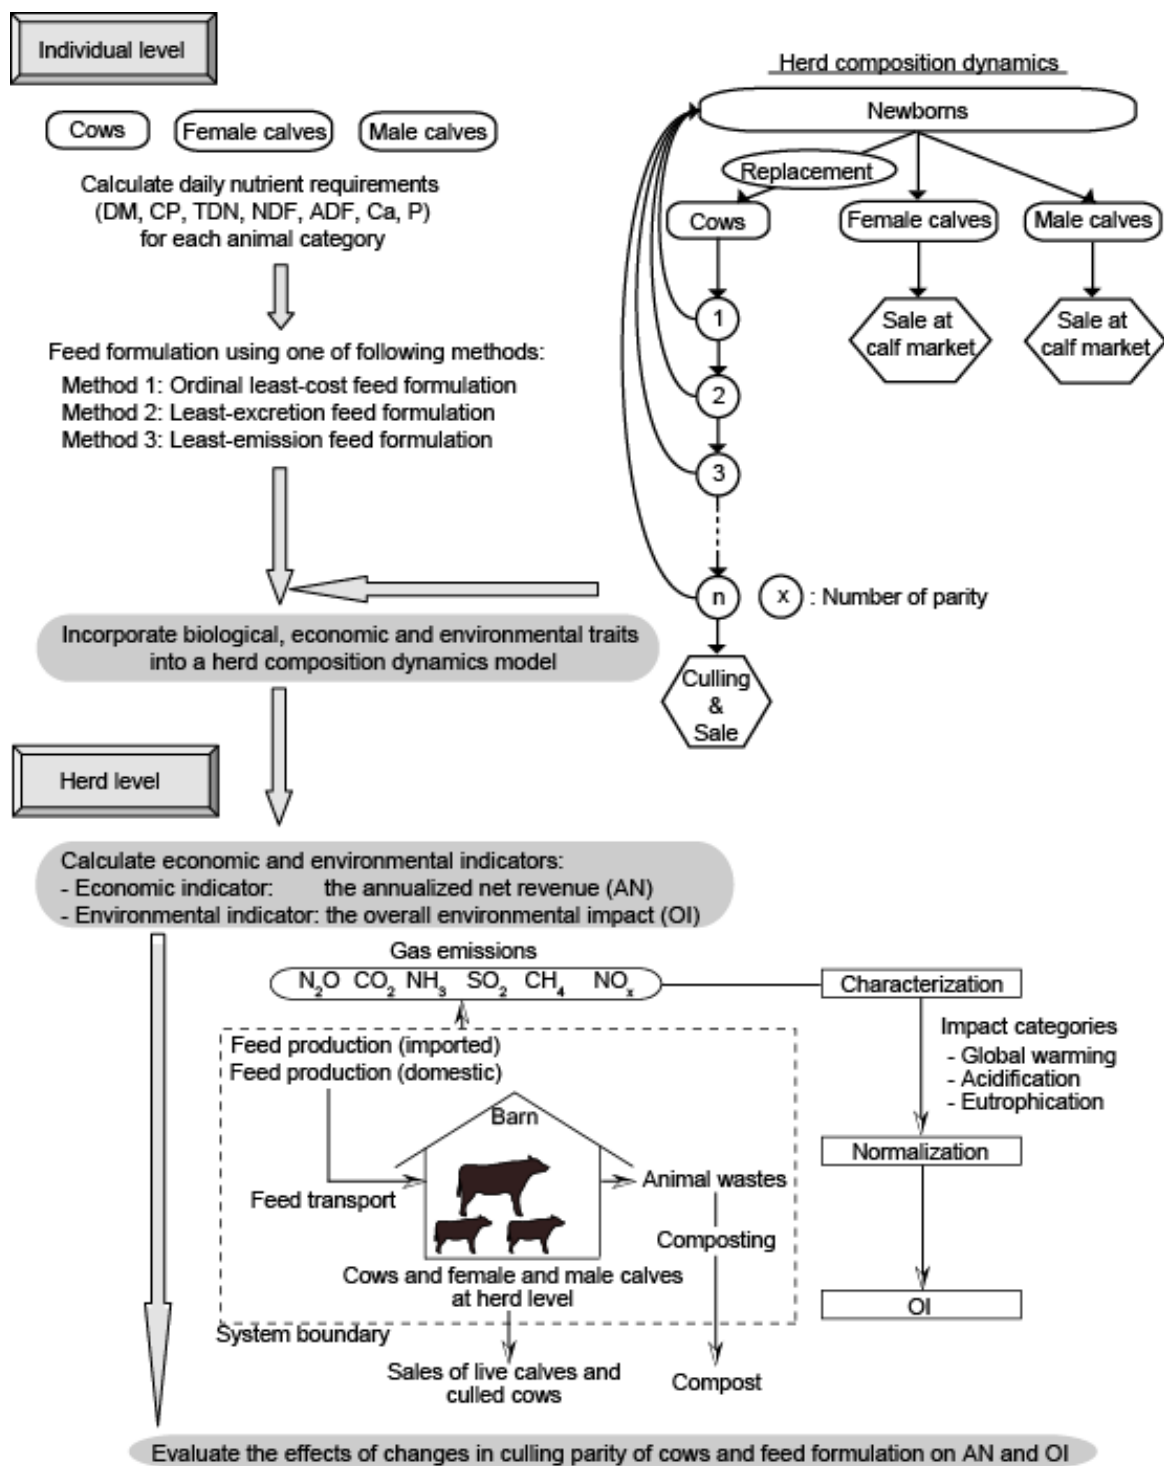 Individual level
Cows
Female calves
Male calves
Calculate daily nutrient requirements
(DM, CP, TDN, NDF, ADF, Ca, P)
for each animal category
Feed formulation using one of following methods:
Method 1: Ordinal least-cost feed formulation
Method 2: Least-excretion feed formulation
Method 3: Least-emission feed formulation
Herd composition dynamics
Newborns
Replacement
Cows
Female calves
Male calves
1
2
3
n
Sale at
calf market
Sale at
calf market
x : Number of parity
Culling
&
Sale
Incorporate biological, economic and environmental traits
into a herd composition dynamics model
Herd level
Calculate economic and environmental indicators:
- Economic indicator: the annualized net revenue (AN)
- Environmental indicator: the overall environmental impact (OI)
Gas emissions
N₂O CO₂ NH₃ SO₂ CH₄ NOₓ
Characterization
Impact categories
- Global warming
- Acidification
- Eutrophication
Normalization
OI
Feed production (imported)
Feed production (domestic)
Barn
Feed transport
Animal wastes
Composting
Cows and female and male calves
at herd level
System boundary
Sales of live calves and
culled cows
Compost
Evaluate the effects of changes in culling parity of cows and feed formulation on AN and OI